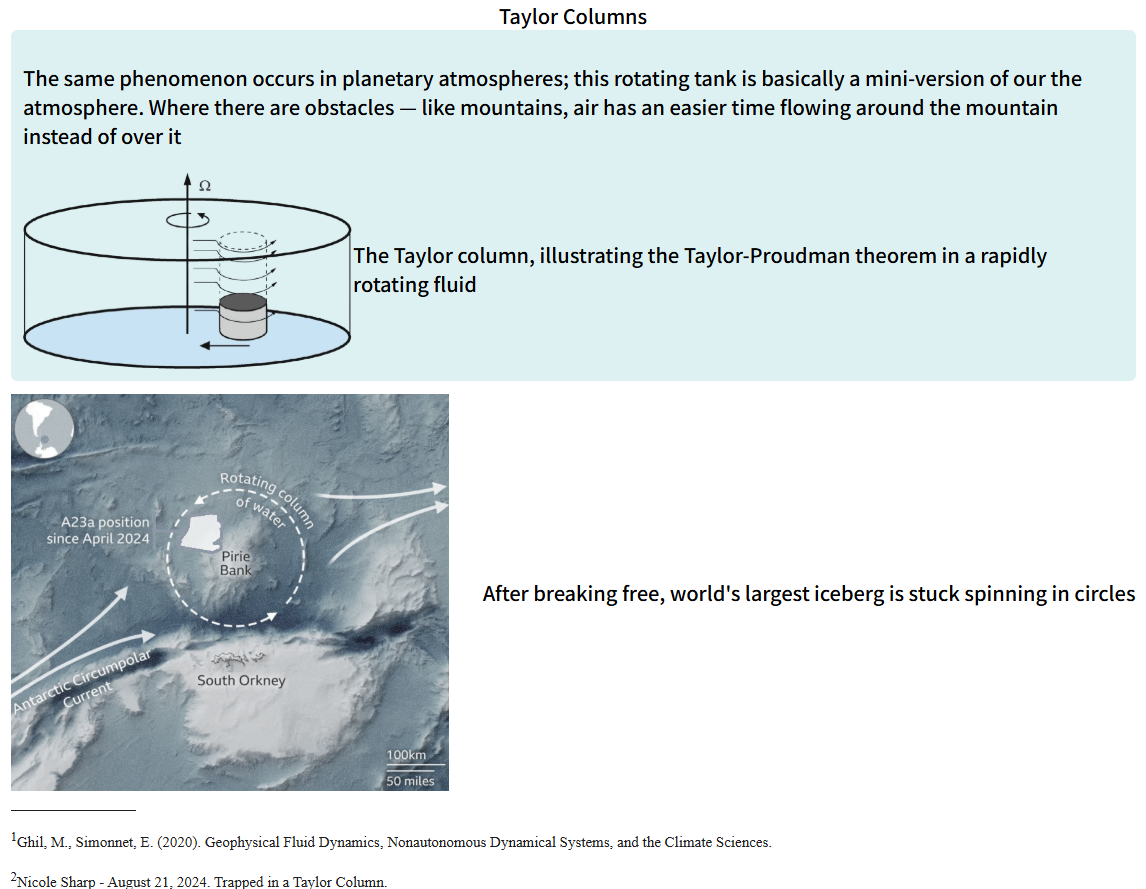 Taylor Columns
The same phenomenon occurs in planetary atmospheres; this rotating tank is basically a mini-version of our the
atmosphere. Where there are obstacles — like mountains, air has an easier time flowing around the mountain
instead of over it
Ω
The Taylor column, illustrating the Taylor-Proudman theorem in a rapidly
rotating fluid
Rotating column
of water
A23a position
since April 2024
Pirie
Bank
Antarctic Circumpolar
Current
South Orkney
100km
50 miles
After breaking free, world's largest iceberg is stuck spinning in circles
1Ghil, M., Simonnet, E. (2020). Geophysical Fluid Dynamics, Nonautonomous Dynamical Systems, and the Climate Sciences.
2Nicole Sharp - August 21, 2024. Trapped in a Taylor Column.